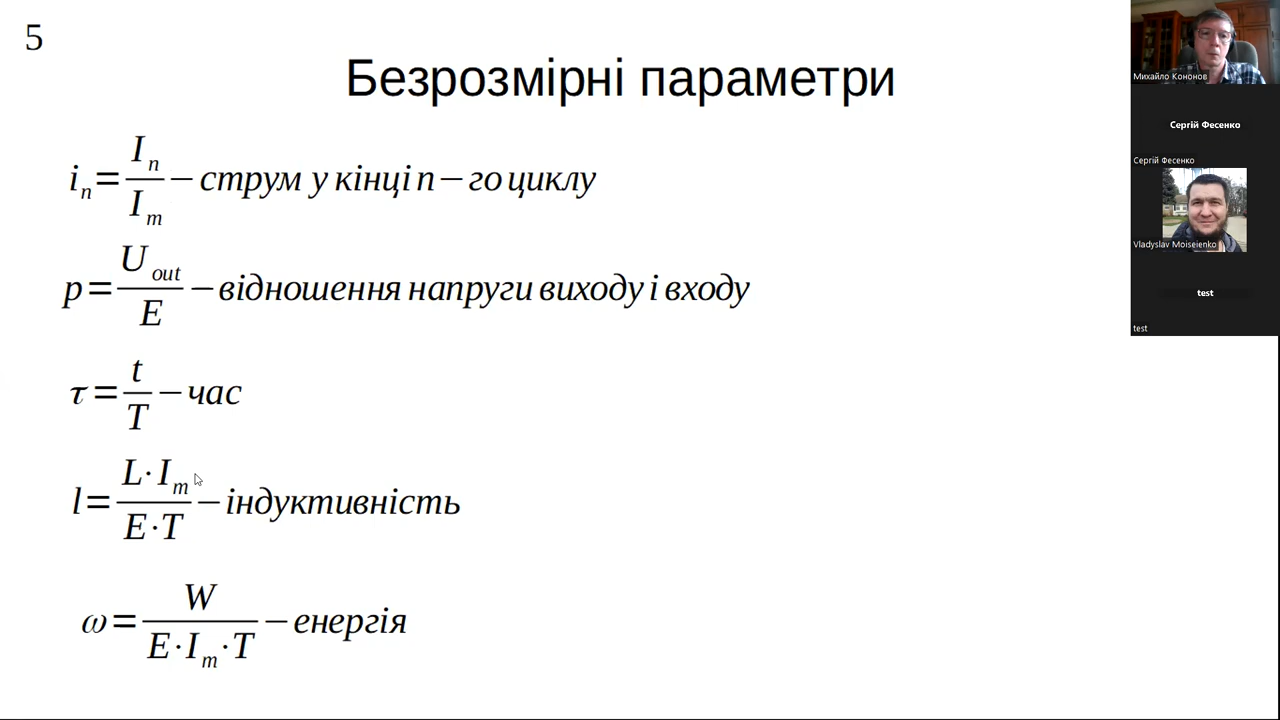 5
Безрозмірні параметри
i_n = I_n / I_m − струм у кінці n − го циклу
p = U_out / E − відношення напруги виходу і входу
τ = t / T − час
l = L · I_m / E · T − індуктивність
ω = W / E · I_m · T − енергія
Михайло Кононов
Сергій Фесенко
Сергій Фесенко
Vladyslav Moiseienko
test
test